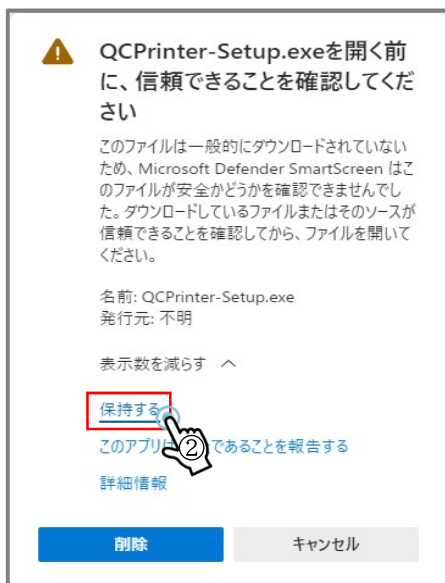 QCPrinter-Setup.exeを開く前
に、信頼できることを確認してくだ
さい
このファイルは一般的にダウンロードされていない
ため、Microsoft Defender SmartScreen はこ
のファイルが安全かどうかを確認できませんでし
た。ダウンロードしているファイルまたはそのソースが
信頼できることを確認してから、ファイルを開いて
ください。
名前: QCPrinter-Setup.exe
発行元: 不明
表示数を減らす
保持する
②
このアプリ であることを報告する
詳細情報
削除
キャンセル